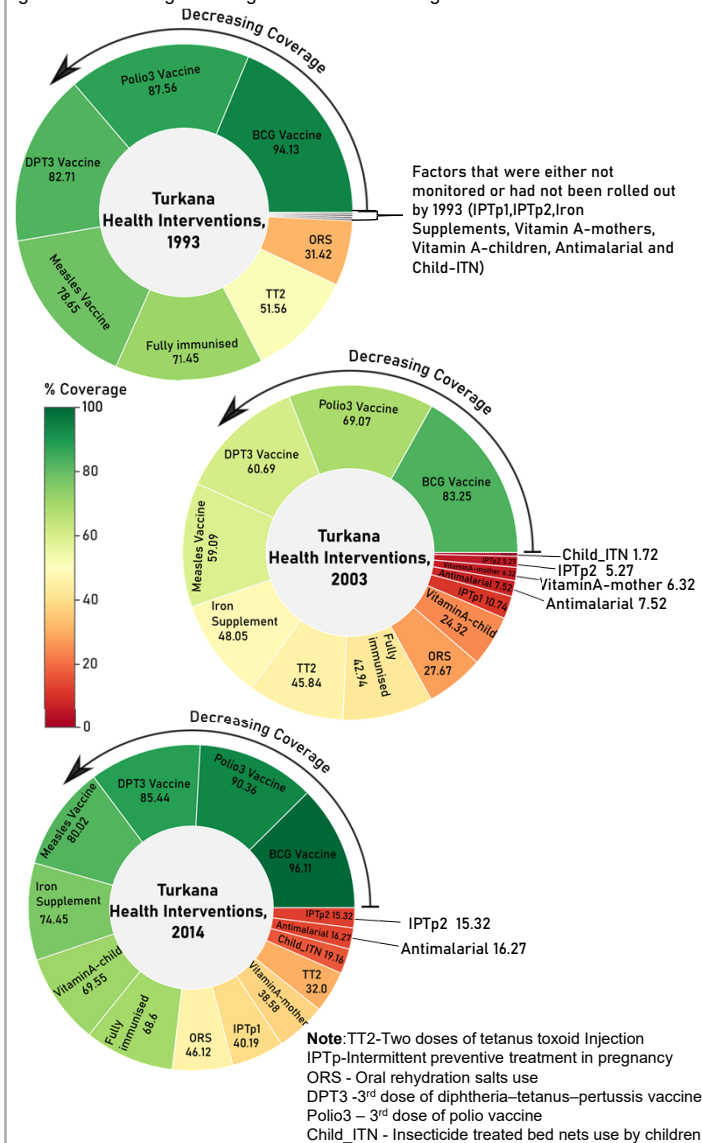 Decreasing Coverage
Polio3 Vaccine
87.56
BCG Vaccine
94.13
DPT3 Vaccine
82.71
Turkana
Health Interventions,
1993
Factors that were either not
monitored or had not been rolled out
by 1993 (IPTp1,IPTp2,Iron
Supplements, Vitamin A-mothers,
Vitamin A-children, Antimalarial and
Child-ITN)
ORS
31.42
Measles Vaccine
78.65
TT2
51.56
Fully immunised
71.45
% Coverage
100
80
60
40
20
0
Decreasing Coverage
Polio3 Vaccine
69.07
DPT3 Vaccine
60.69
BCG Vaccine
83.25
Measles Vaccine
59.09
Turkana
Health Interventions,
2003
Child_ITN 1.72
IPTp2 5.27
IPTp2 5.27
VitaminA-mother 6.32
VitaminA-mother 6.32
Antimalarial 7.52
Antimalarial 7.52
IPTp1 10.74
VitaminA-child
24.32
Iron
Supplement
48.05
ORS
27.67
TT2
45.84
Fully
immunised
42.94
Decreasing Coverage
Polio3 Vaccine
90.36
DPT3 Vaccine
85.44
Measles Vaccine
80.02
BCG Vaccine
96.11
Iron
Supplement
74.45
Turkana
Health Interventions,
2014
IPTp2 15.32
IPTp2 15.32
Antimalarial 16.27
Antimalarial 16.27
Child_ITN 19.16
TT2
32.0
VitaminA-child
69.55
VitaminA-mother
38.58
Fully
immunised
68.6
ORS
46.12
IPTp1
40.19
Note:TT2-Two doses of tetanus toxoid Injection
IPTp-Intermittent preventive treatment in pregnancy
ORS - Oral rehydration salts use
DPT3 -3rd dose of diphtheria–tetanus–pertussis vaccine
Polio3 – 3rd dose of polio vaccine
Child_ITN - Insecticide treated bed nets use by children